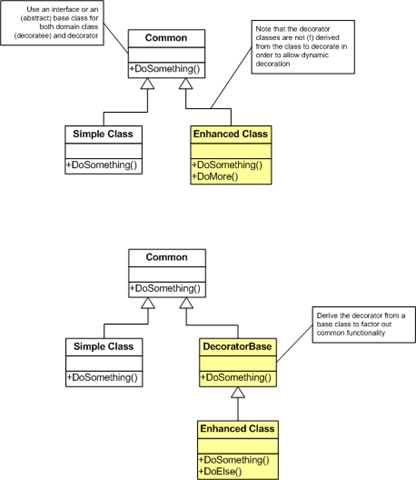 Use an interface or an
(abstract) base class for
both domain class
(decoratee) and decorator
Common
+DoSomething()
Note that the decorator
classes are not (!) derived
from the class to decorate in
order to allow dynamic
decoration
Simple Class
+DoSomething()
Enhanced Class
+DoSomething()
+DoMore()
Common
+DoSomething()
Simple Class
+DoSomething()
DecoratorBase
+DoSomething()
Derive the decorator from a
base class to factor out
common functionality
Enhanced Class
+DoSomething()
+DoElse()